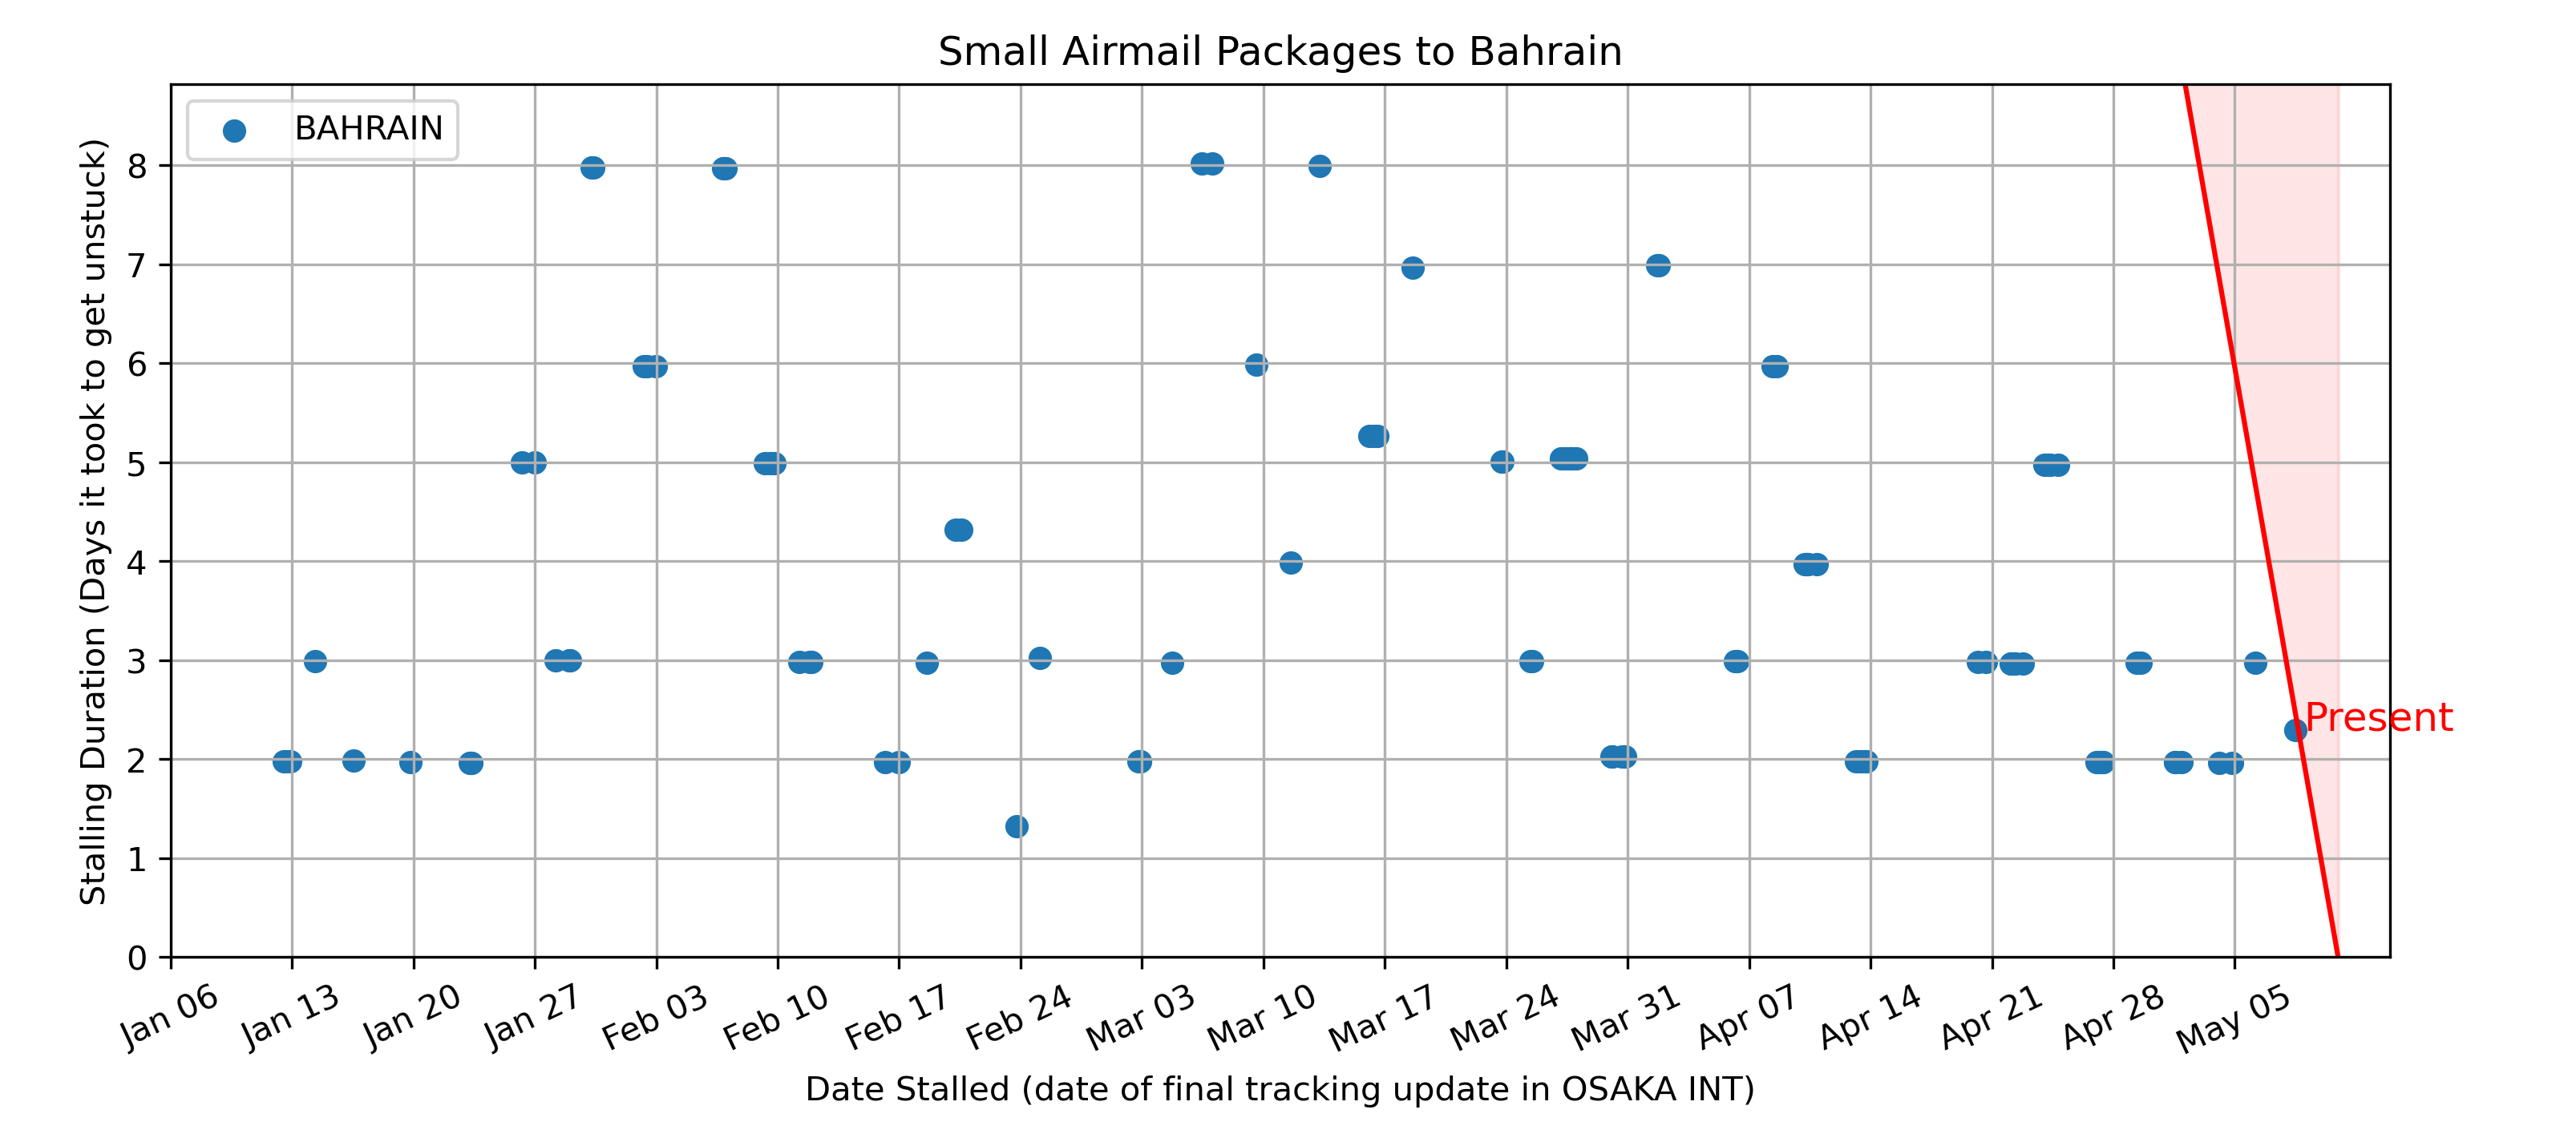 Small Airmail Packages to Bahrain
BAHRAIN
Stalling Duration (Days it took to get unstuck)
8
7
6
5
4
3
2
1
0
Present
Jan 06
Jan 13
Jan 20
Jan 27
Feb 03
Feb 10
Feb 17
Feb 24
Mar 03
Mar 10
Mar 17
Mar 24
Mar 31
Apr 07
Apr 14
Apr 21
Apr 28
May 05
Date Stalled (date of final tracking update in OSAKA INT)